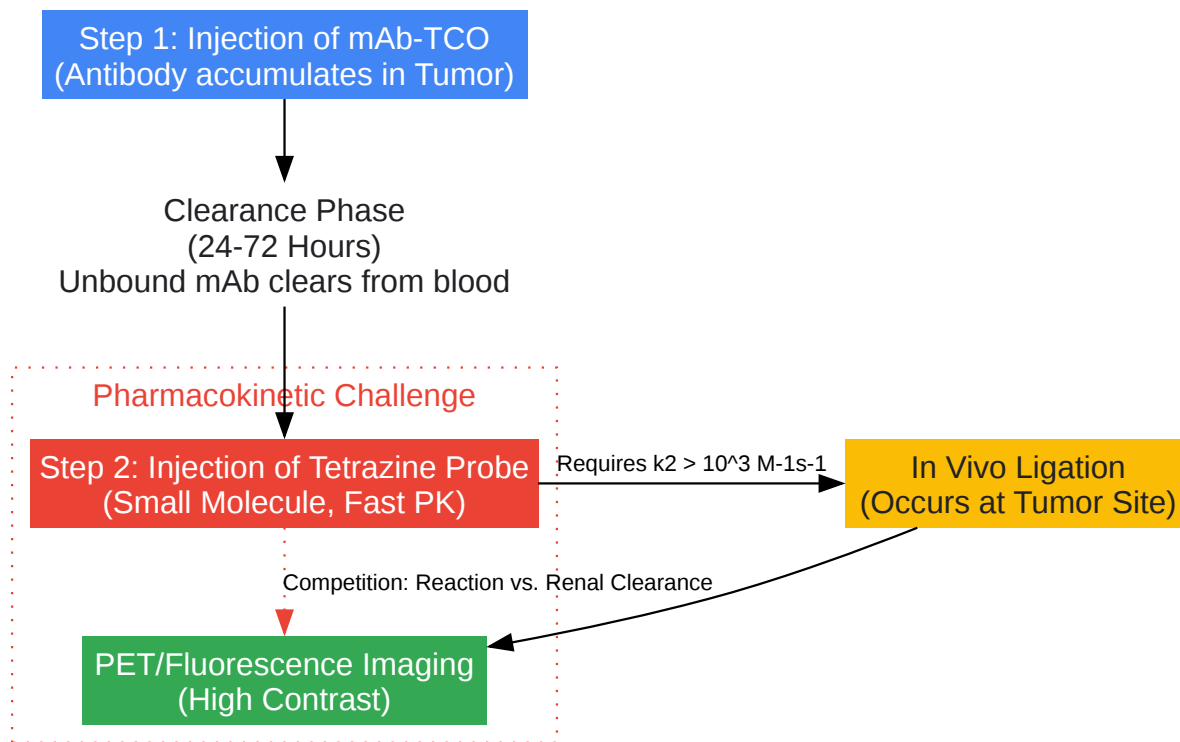 Step 1: Injection of mAb-TCO
(Antibody accumulates in Tumor)
Clearance Phase
(24-72 Hours)
Unbound mAb clears from blood
Pharmacokinetic Challenge
Step 2: Injection of Tetrazine Probe
(Small Molecule, Fast PK)
Requires k2 > 10^3 M-1s-1
In Vivo Ligation
(Occurs at Tumor Site)
Competition: Reaction vs. Renal Clearance
PET/Fluorescence Imaging
(High Contrast)